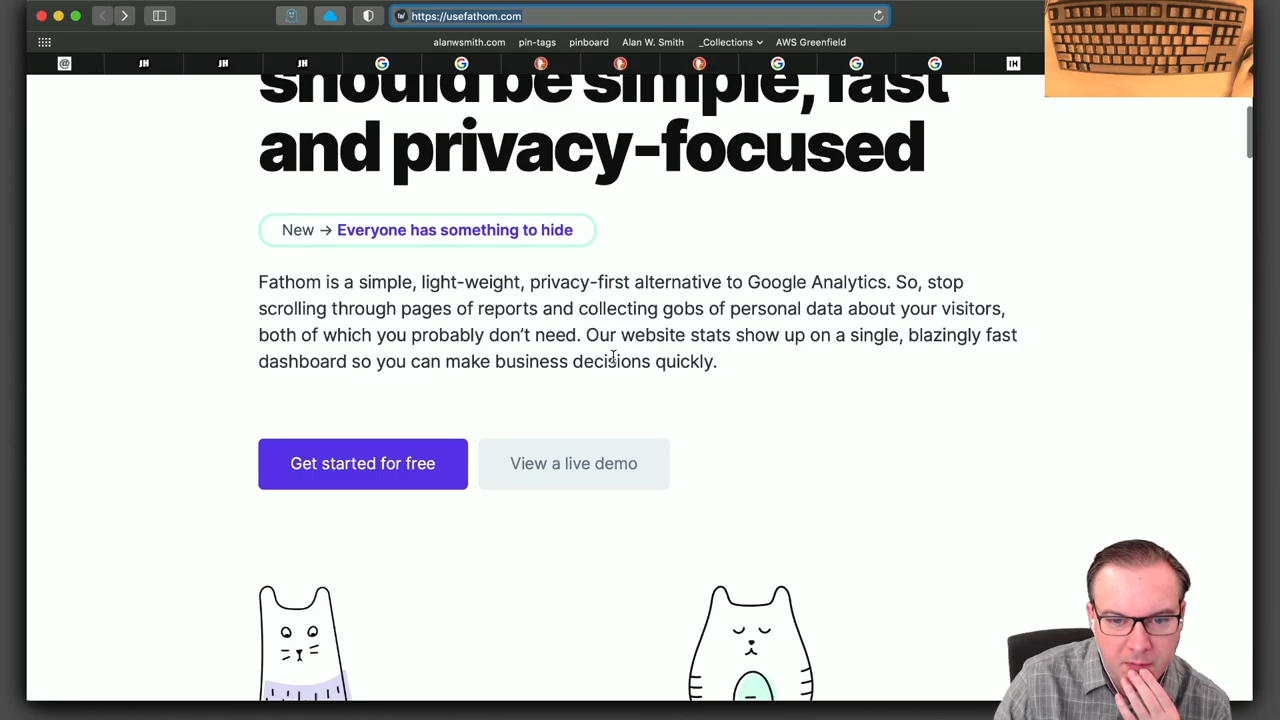 https://usefathom.com
alanwsmith.com pin-tags pinboard Alan W. Smith _Collections AWS Greenfield
@ JH JH JH G G G G G IH
should be simple, fast
and privacy-focused
New → Everyone has something to hide
Fathom is a simple, light-weight, privacy-first alternative to Google Analytics. So, stop
scrolling through pages of reports and collecting gobs of personal data about your visitors,
both of which you probably don’t need. Our website stats show up on a single, blazingly fast
dashboard so you can make business decisions quickly.
Get started for free View a live demo